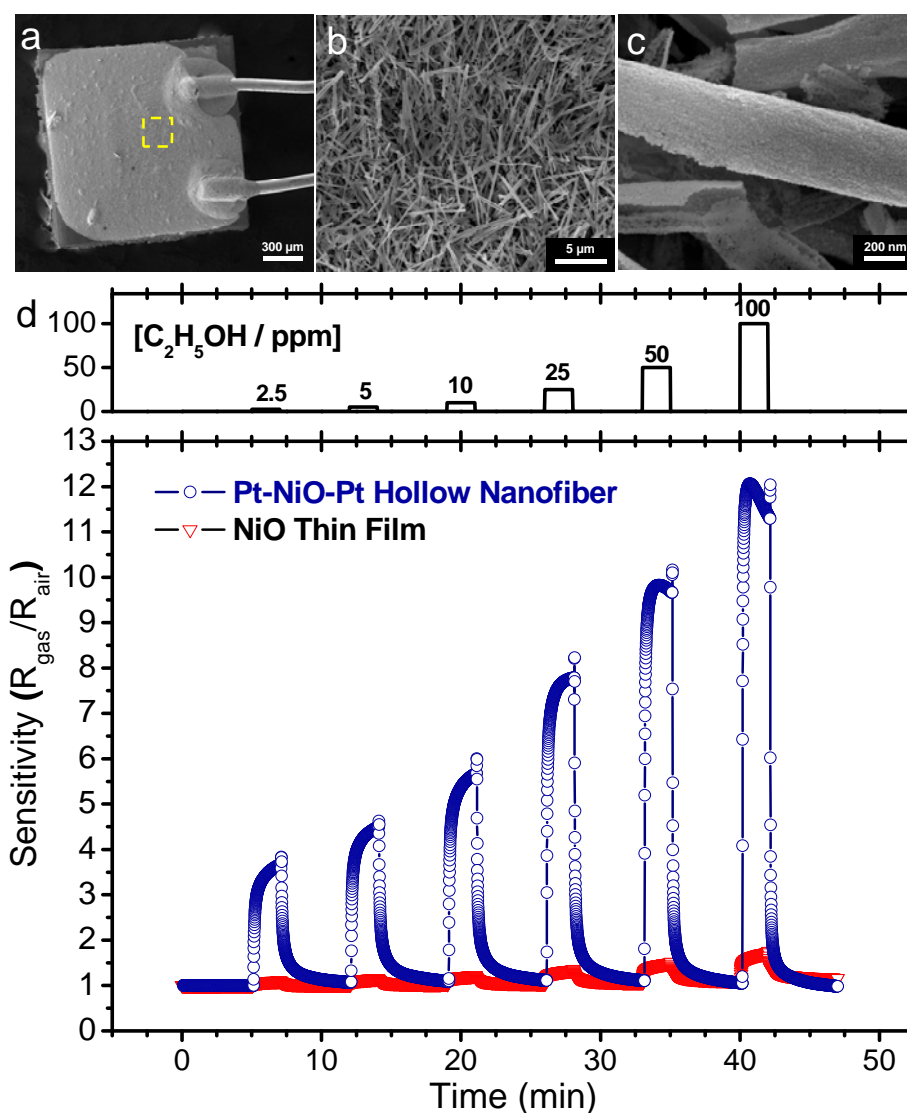 a
b
c
300 µm
5 µm
200 nm
d
100
50
0
[C₂H₅OH / ppm]
2.5
5
10
25
50
100
13
12
11
10
9
8
7
6
5
4
3
2
1
0
Sensitivity (R_gas/R_air)
Pt-NiO-Pt Hollow Nanofiber
NiO Thin Film
0 10 20 30 40 50
Time (min)